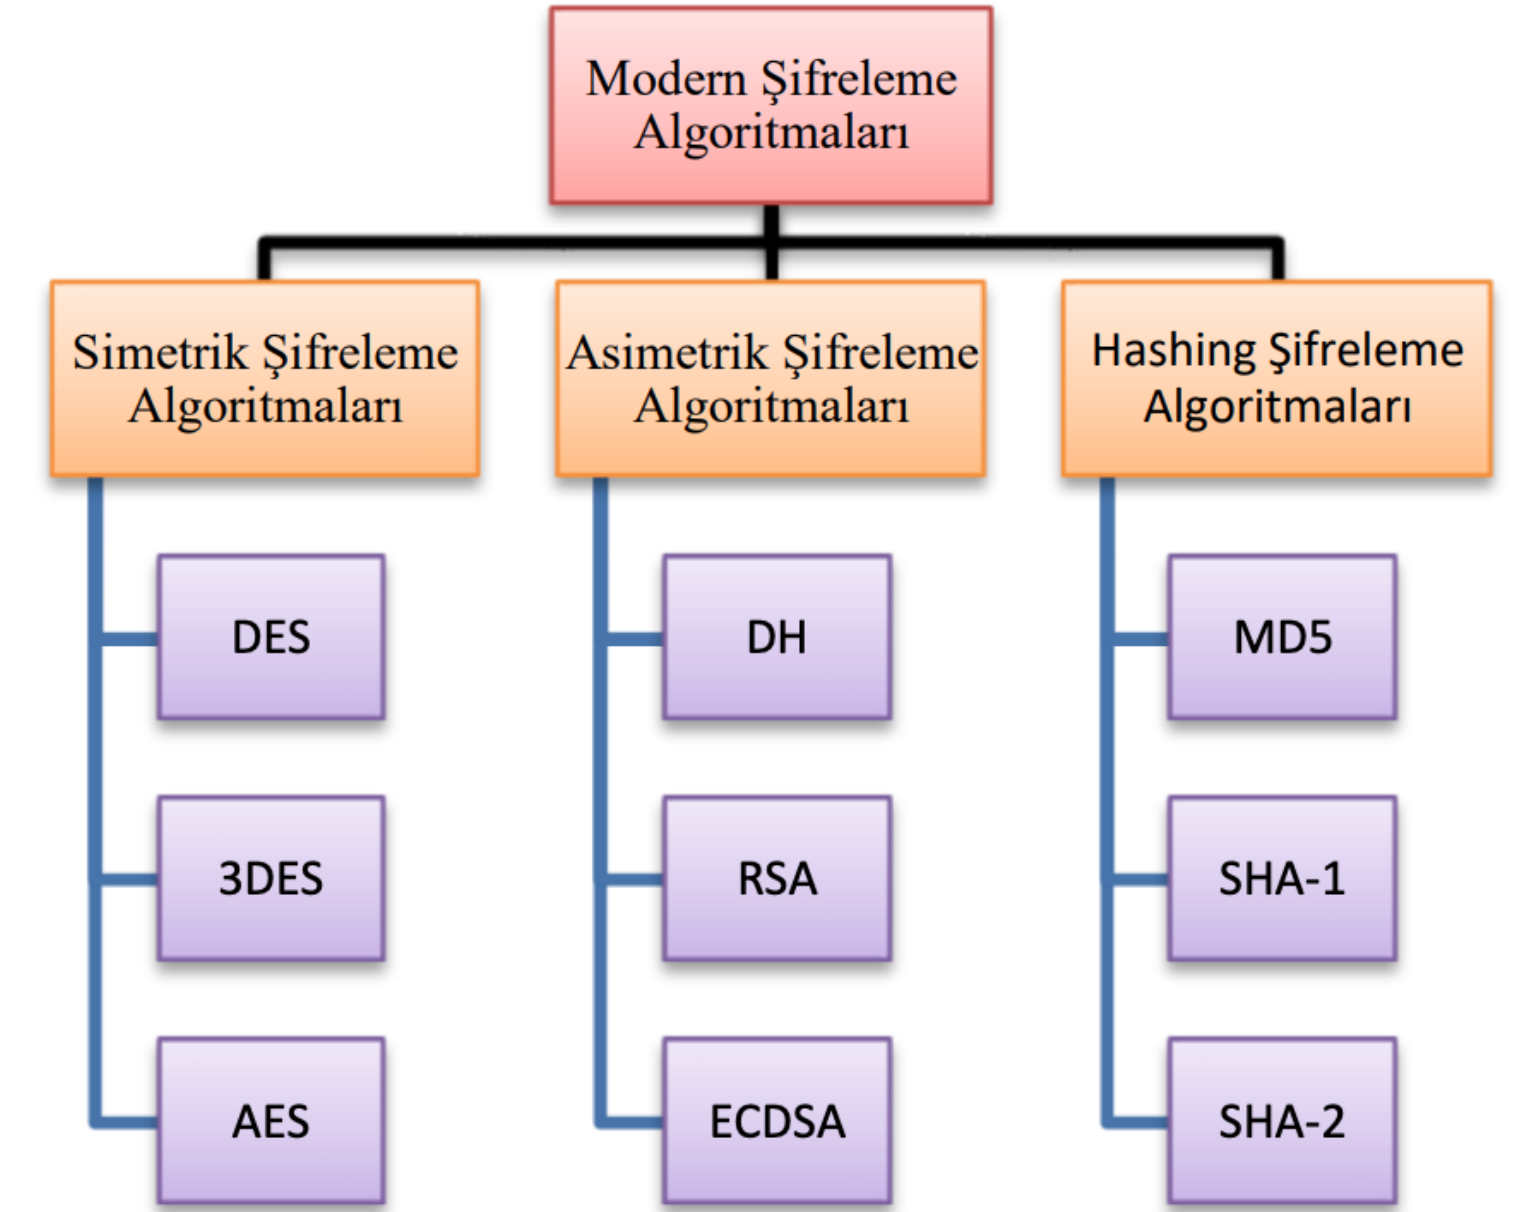 Modern Şifreleme
Algoritmaları
Simetrik Şifreleme
Algoritmaları
Asimetrik Şifreleme
Algoritmaları
Hashing Şifreleme
Algoritmaları
DES
DH
MD5
3DES
RSA
SHA-1
AES
ECDSA
SHA-2